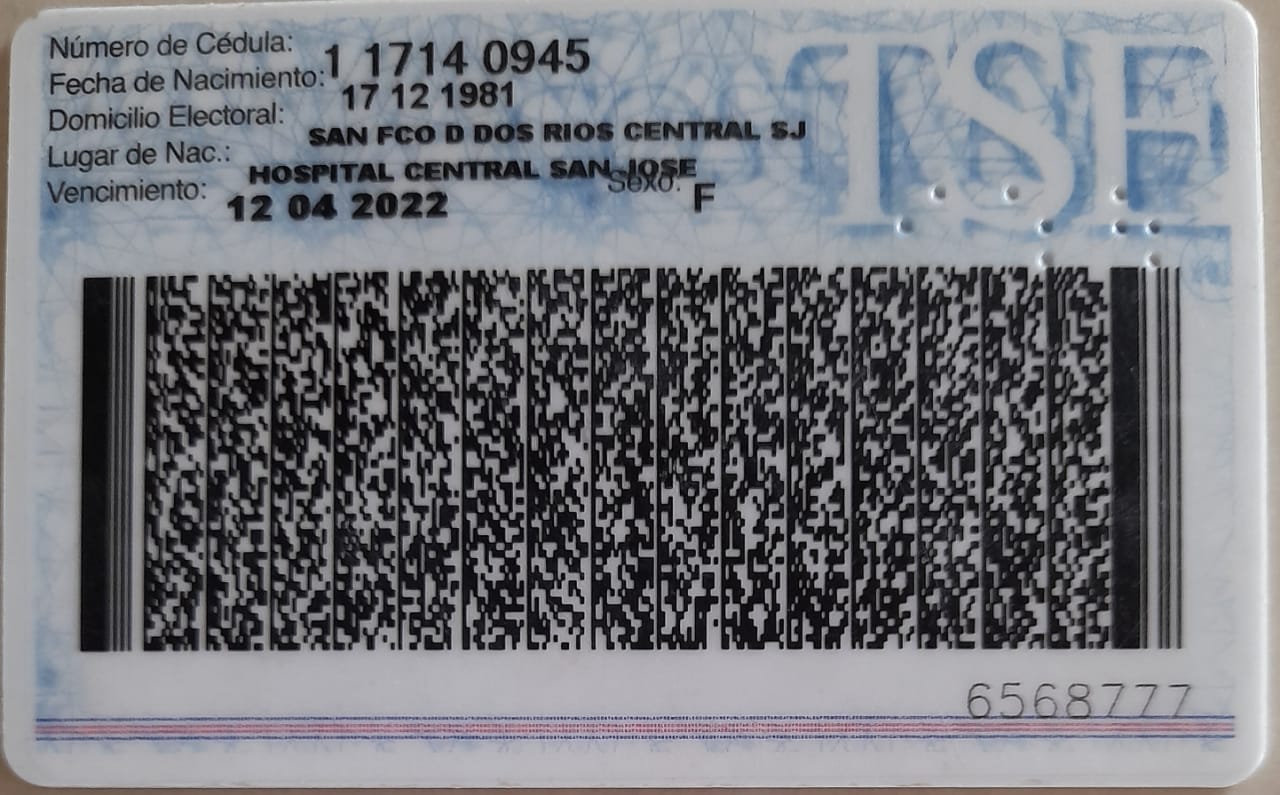 Número de Cédula: 1 1714 0945
Fecha de Nacimiento: 17 12 1981
Domicilio Electoral: SAN FCO D DOS RIOS CENTRAL SJ
Lugar de Nac.: HOSPITAL CENTRAL SAN JOSE
Vencimiento: 12 04 2022 Sexo: F
TSE
6568777